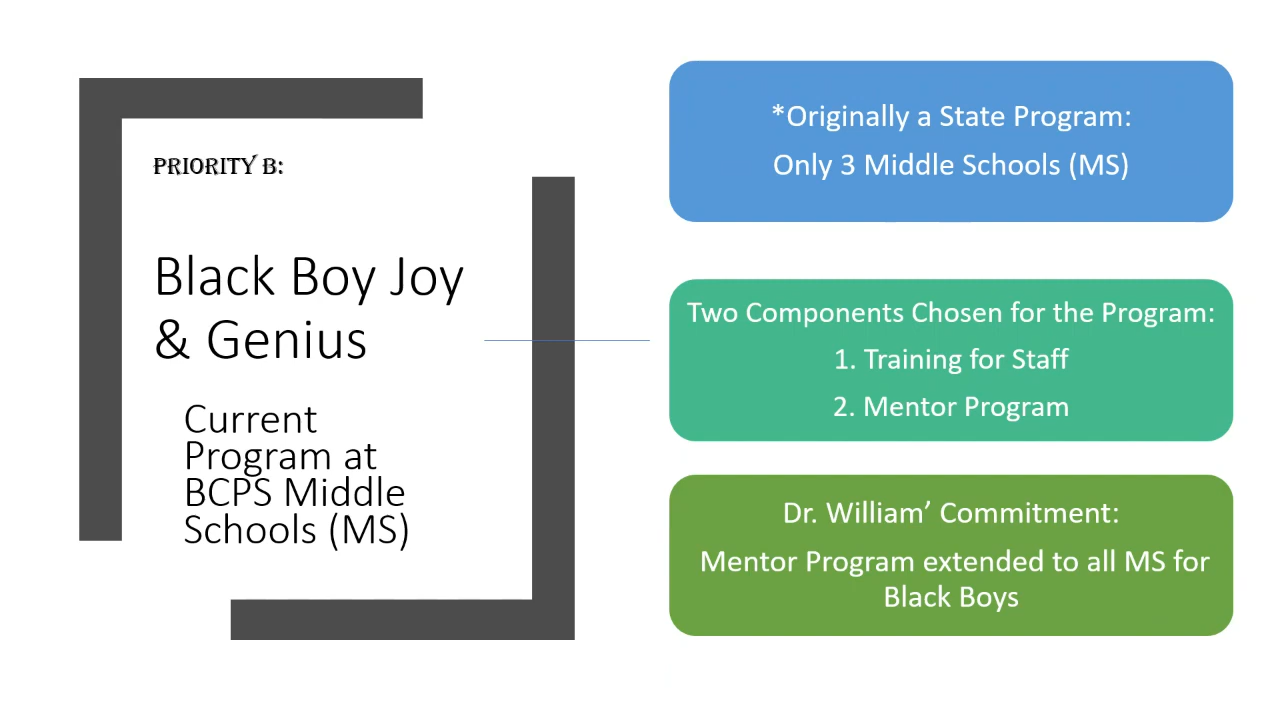 PRIORITY B:
Black Boy Joy
& Genius
Current
Program at
BCPS Middle
Schools (MS)
*Originally a State Program:
Only 3 Middle Schools (MS)
Two Components Chosen for the Program:
1. Training for Staff
2. Mentor Program
Dr. William’ Commitment:
Mentor Program extended to all MS for
Black Boys